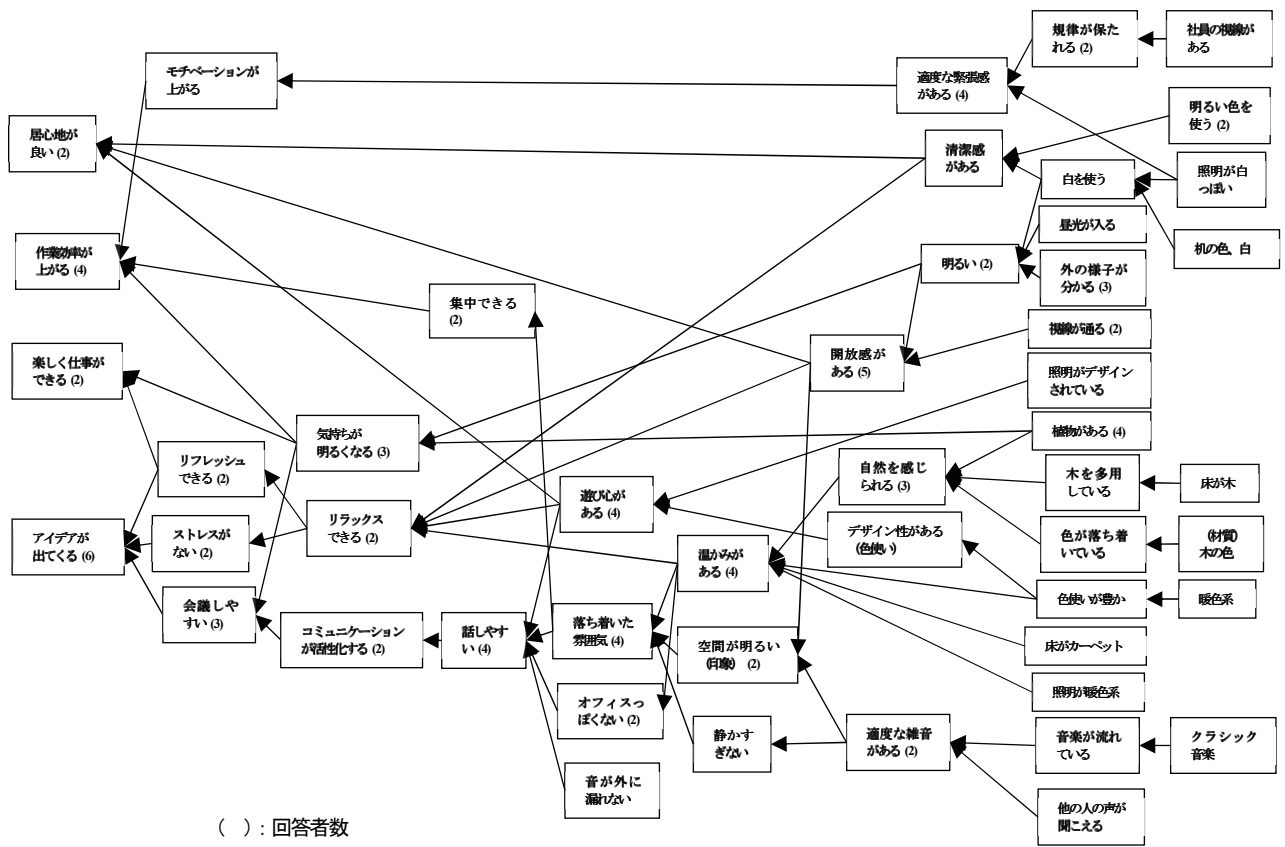 規律が保た
れる (2)
社員の視線が
ある
モチベーションが
上がる
適度な緊張感
がある (4)
明るい色を
使う (2)
居心地が
良い (2)
清潔感
がある
白を使う
照明が白
っぽい
昼光が入る
机の色、白
作業効率が
上がる (4)
明るい (2)
外の様子が
分かる (3)
集中できる
(2)
視線が通る (2)
楽しく仕事が
できる (2)
開放感が
ある (5)
照明がデザイン
されている
気持ちが
明るくなる (3)
植物がある (4)
リフレッシュ
できる (2)
自然を感じ
られる (3)
木を多用
している
床が木
遊び心が
ある (4)
リラックス
できる (2)
アイデアが
出てくる (6)
ストレスが
ない (2)
デザイン性がある
(色使い)
色が落ち着
いている
(材質)
木の色
温かみが
ある (4)
色使いが豊か
暖色系
会議しや
すい (3)
コミュニケーション
が活性化する (2)
話しやす
い (4)
落ち着いた
雰囲気 (4)
空間が明るい
(印象) (2)
床がカーペット
照明が暖色系
オフィスっ
ぽくない (2)
静かす
ぎない
適度な雑音
がある (2)
音楽が流れ
ている
クラシック
音楽
音が外に
漏れない
他の人の声が
聞こえる
( ) : 回答者数